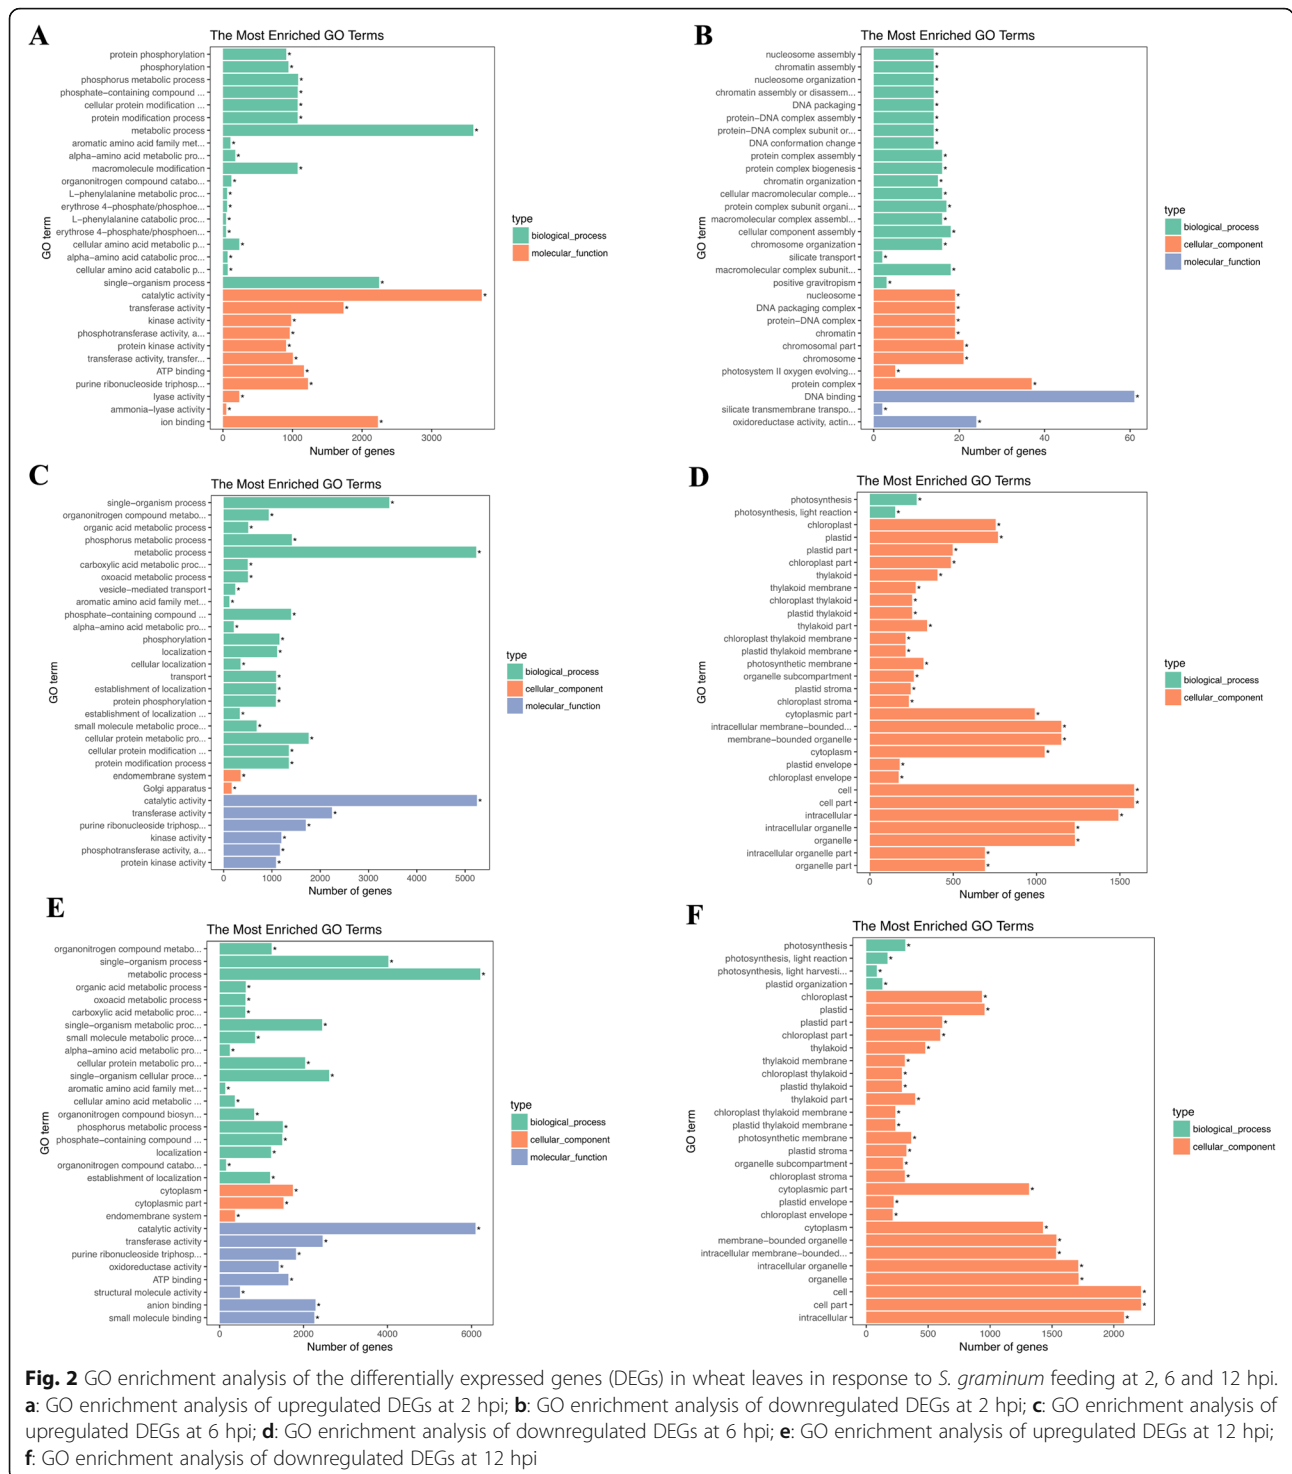 A
The Most Enriched GO Terms
protein phosphorylation
phosphorylation
phosphorus metabolic process
phosphate-containing compound ...
cellular protein modification ...
protein modification process
metabolic process
aromatic amino acid family met...
alpha-amino acid metabolic pro...
macromolecule modification
organonitrogen compound catabo...
L-phenylalanine metabolic proc...
erythrose 4-phosphate/phosphoe...
L-phenylalanine catabolic proc...
erythrose 4-phosphate/phosphoen...
cellular amino acid metabolic p...
alpha-amino acid catabolic proc...
cellular amino acid catabolic p...
single-organism process
catalytic activity
transferase activity
kinase activity
phosphotransferase activity, a...
protein kinase activity
transferase activity, transfer...
ATP binding
purine ribonucleoside triphosp...
lyase activity
ammonia-lyase activity
ion binding
GO term
0 1000 2000 3000
Number of genes
type
biological_process
molecular_function
B
The Most Enriched GO Terms
nucleosome assembly
chromatin assembly
nucleosome organization
chromatin assembly or disassem...
DNA packaging
protein-DNA complex assembly
protein-DNA complex subunit or...
DNA conformation change
protein complex assembly
protein complex biogenesis
chromatin organization
cellular macromolecular comple...
protein complex subunit organi...
macromolecular complex assembl...
cellular component assembly
chromosome organization
silicate transport
macromolecular complex subunit...
positive gravitropism
nucleosome
DNA packaging complex
protein-DNA complex
chromatin
chromosomal part
chromosome
photosystem II oxygen evolving...
protein complex
DNA binding
silicate transmembrane transpo...
oxidoreductase activity, actin...
GO term
0 20 40 60
Number of genes
type
biological_process
cellular_component
molecular_function
C
The Most Enriched GO Terms
single-organism process
organonitrogen compound metabo...
organic acid metabolic process
phosphorus metabolic process
metabolic process
carboxylic acid metabolic proc...
oxoacid metabolic process
vesicle-mediated transport
aromatic amino acid family met...
phosphate-containing compound ...
alpha-amino acid metabolic pro...
phosphorylation
localization
cellular localization
transport
establishment of localization
protein phosphorylation
establishment of localization ...
small molecule metabolic proce...
cellular protein metabolic pro...
cellular protein modification ...
protein modification process
endomembrane system
Golgi apparatus
catalytic activity
transferase activity
purine ribonucleoside triphosp...
kinase activity
phosphotransferase activity, a...
protein kinase activity
GO term
0 1000 2000 3000 4000 5000
Number of genes
type
biological_process
cellular_component
molecular_function
D
The Most Enriched GO Terms
photosynthesis
photosynthesis, light reaction
chloroplast
plastid
plastid part
chloroplast part
thylakoid
thylakoid membrane
chloroplast thylakoid
plastid thylakoid
thylakoid part
chloroplast thylakoid membrane
plastid thylakoid membrane
photosynthetic membrane
organelle subcompartment
plastid stroma
chloroplast stroma
cytoplasmic part
intracellular membrane-bounded...
membrane-bounded organelle
cytoplasm
plastid envelope
chloroplast envelope
cell
cell part
intracellular
intracellular organelle
organelle
intracellular organelle part
organelle part
GO term
0 500 1000 1500
Number of genes
type
biological_process
cellular_component
E
The Most Enriched GO Terms
organonitrogen compound metabo...
single-organism process
metabolic process
organic acid metabolic process
oxoacid metabolic process
carboxylic acid metabolic proc...
single-organism metabolic proc...
small molecule metabolic proce...
alpha-amino acid metabolic pro...
cellular protein metabolic pro...
single-organism cellular proce...
aromatic amino acid family met...
cellular amino acid metabolic ...
organonitrogen compound biosyn...
phosphorus metabolic process
phosphate-containing compound ...
localization
organonitrogen compound catabo...
establishment of localization
cytoplasm
cytoplasmic part
endomembrane system
catalytic activity
transferase activity
purine ribonucleoside triphosp...
oxidoreductase activity
ATP binding
structural molecule activity
anion binding
small molecule binding
GO term
0 2000 4000 6000
Number of genes
type
biological_process
cellular_component
molecular_function
F
The Most Enriched GO Terms
photosynthesis
photosynthesis, light reaction
photosynthesis, light harvesti...
plastid organization
chloroplast
plastid
plastid part
chloroplast part
thylakoid
thylakoid membrane
chloroplast thylakoid
plastid thylakoid
thylakoid part
chloroplast thylakoid membrane
plastid thylakoid membrane
photosynthetic membrane
plastid stroma
organelle subcompartment
chloroplast stroma
cytoplasmic part
plastid envelope
chloroplast envelope
cytoplasm
membrane-bounded organelle
intracellular membrane-bounded...
intracellular organelle
organelle
cell
cell part
intracellular
GO term
0 500 1000 1500 2000
Number of genes
type
biological_process
cellular_component
Fig. 2 GO enrichment analysis of the differentially expressed genes (DEGs) in wheat leaves in response to S. graminum feeding at 2, 6 and 12 hpi.
a: GO enrichment analysis of upregulated DEGs at 2 hpi; b: GO enrichment analysis of downregulated DEGs at 2 hpi; c: GO enrichment analysis of
upregulated DEGs at 6 hpi; d: GO enrichment analysis of downregulated DEGs at 6 hpi; e: GO enrichment analysis of upregulated DEGs at 12 hpi;
f: GO enrichment analysis of downregulated DEGs at 12 hpi